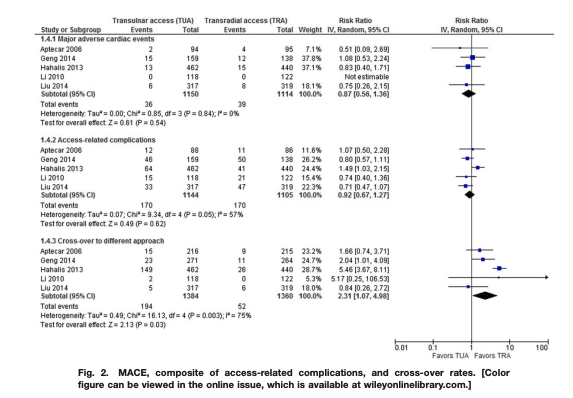 Transulnar access (TUA) Transradial access (TRA) Risk Ratio Risk Ratio
Study or Subgroup Events Total Events Total Weight IV, Random, 95% CI IV, Random, 95% CI
1.4.1 Major adverse cardiac events
Aptecar 2006 2 94 4 95 7.1% 0.51 [0.09, 2.69]
Geng 2014 15 159 12 138 37.8% 1.08 [0.53, 2.24]
Hahalis 2013 13 462 15 440 36.1% 0.83 [0.40, 1.71]
Li 2010 0 118 0 122 Not estimable
Liu 2014 6 317 8 319 18.9% 0.75 [0.26, 2.15]
Subtotal (95% CI) 1150 1114 100.0% 0.87 [0.56, 1.36]
Total events 36 39
Heterogeneity: Tau² = 0.00; Chi² = 0.85, df = 3 (P = 0.84); I² = 0%
Test for overall effect: Z = 0.61 (P = 0.54)
1.4.2 Access-related complications
Aptecar 2006 12 88 11 86 11.6% 1.07 [0.50, 2.28]
Geng 2014 46 159 50 138 28.7% 0.80 [0.57, 1.11]
Hahalis 2013 64 462 41 440 27.4% 1.49 [1.03, 2.15]
Li 2010 15 118 21 122 14.2% 0.74 [0.40, 1.36]
Liu 2014 33 317 47 319 23.1% 0.71 [0.47, 1.07]
Subtotal (95% CI) 1144 1105 100.0% 0.92 [0.67, 1.27]
Total events 170 170
Heterogeneity: Tau² = 0.07; Chi² = 9.34, df = 4 (P = 0.05); I² = 57%
Test for overall effect: Z = 0.49 (P = 0.62)
1.4.3 Cross-over to different approach
Aptecar 2006 15 216 9 215 23.2% 1.66 [0.74, 3.71]
Geng 2014 23 271 11 264 24.7% 2.04 [1.01, 4.09]
Hahalis 2013 149 462 26 440 28.9% 5.46 [3.67, 8.11]
Li 2010 2 118 0 122 5.3% 5.17 [0.25, 106.53]
Liu 2014 5 317 6 319 17.9% 0.84 [0.26, 2.72]
Subtotal (95% CI) 1384 1360 100.0% 2.31 [1.07, 4.98]
Total events 194 52
Heterogeneity: Tau² = 0.49; Chi² = 16.13, df = 4 (P = 0.003); I² = 75%
Test for overall effect: Z = 2.13 (P = 0.03)
0.01 0.1 1 10 100
Favors TUA Favors TRA
Fig. 2. MACE, composite of access-related complications, and cross-over rates. [Color
figure can be viewed in the online issue, which is available at wileyonlinelibrary.com.]